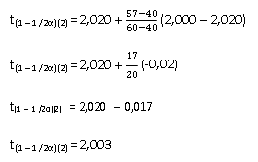 t(1 – 1/2α)(2) = 2,020 + 57–40/60–40 (2,000 – 2,020)
t(1 – 1/2α)(2) = 2,020 + 17/20 (-0,02)
t(1 – 1/2α)(2) = 2,020 – 0,017
t(1 – 1/2α)(2) = 2,003